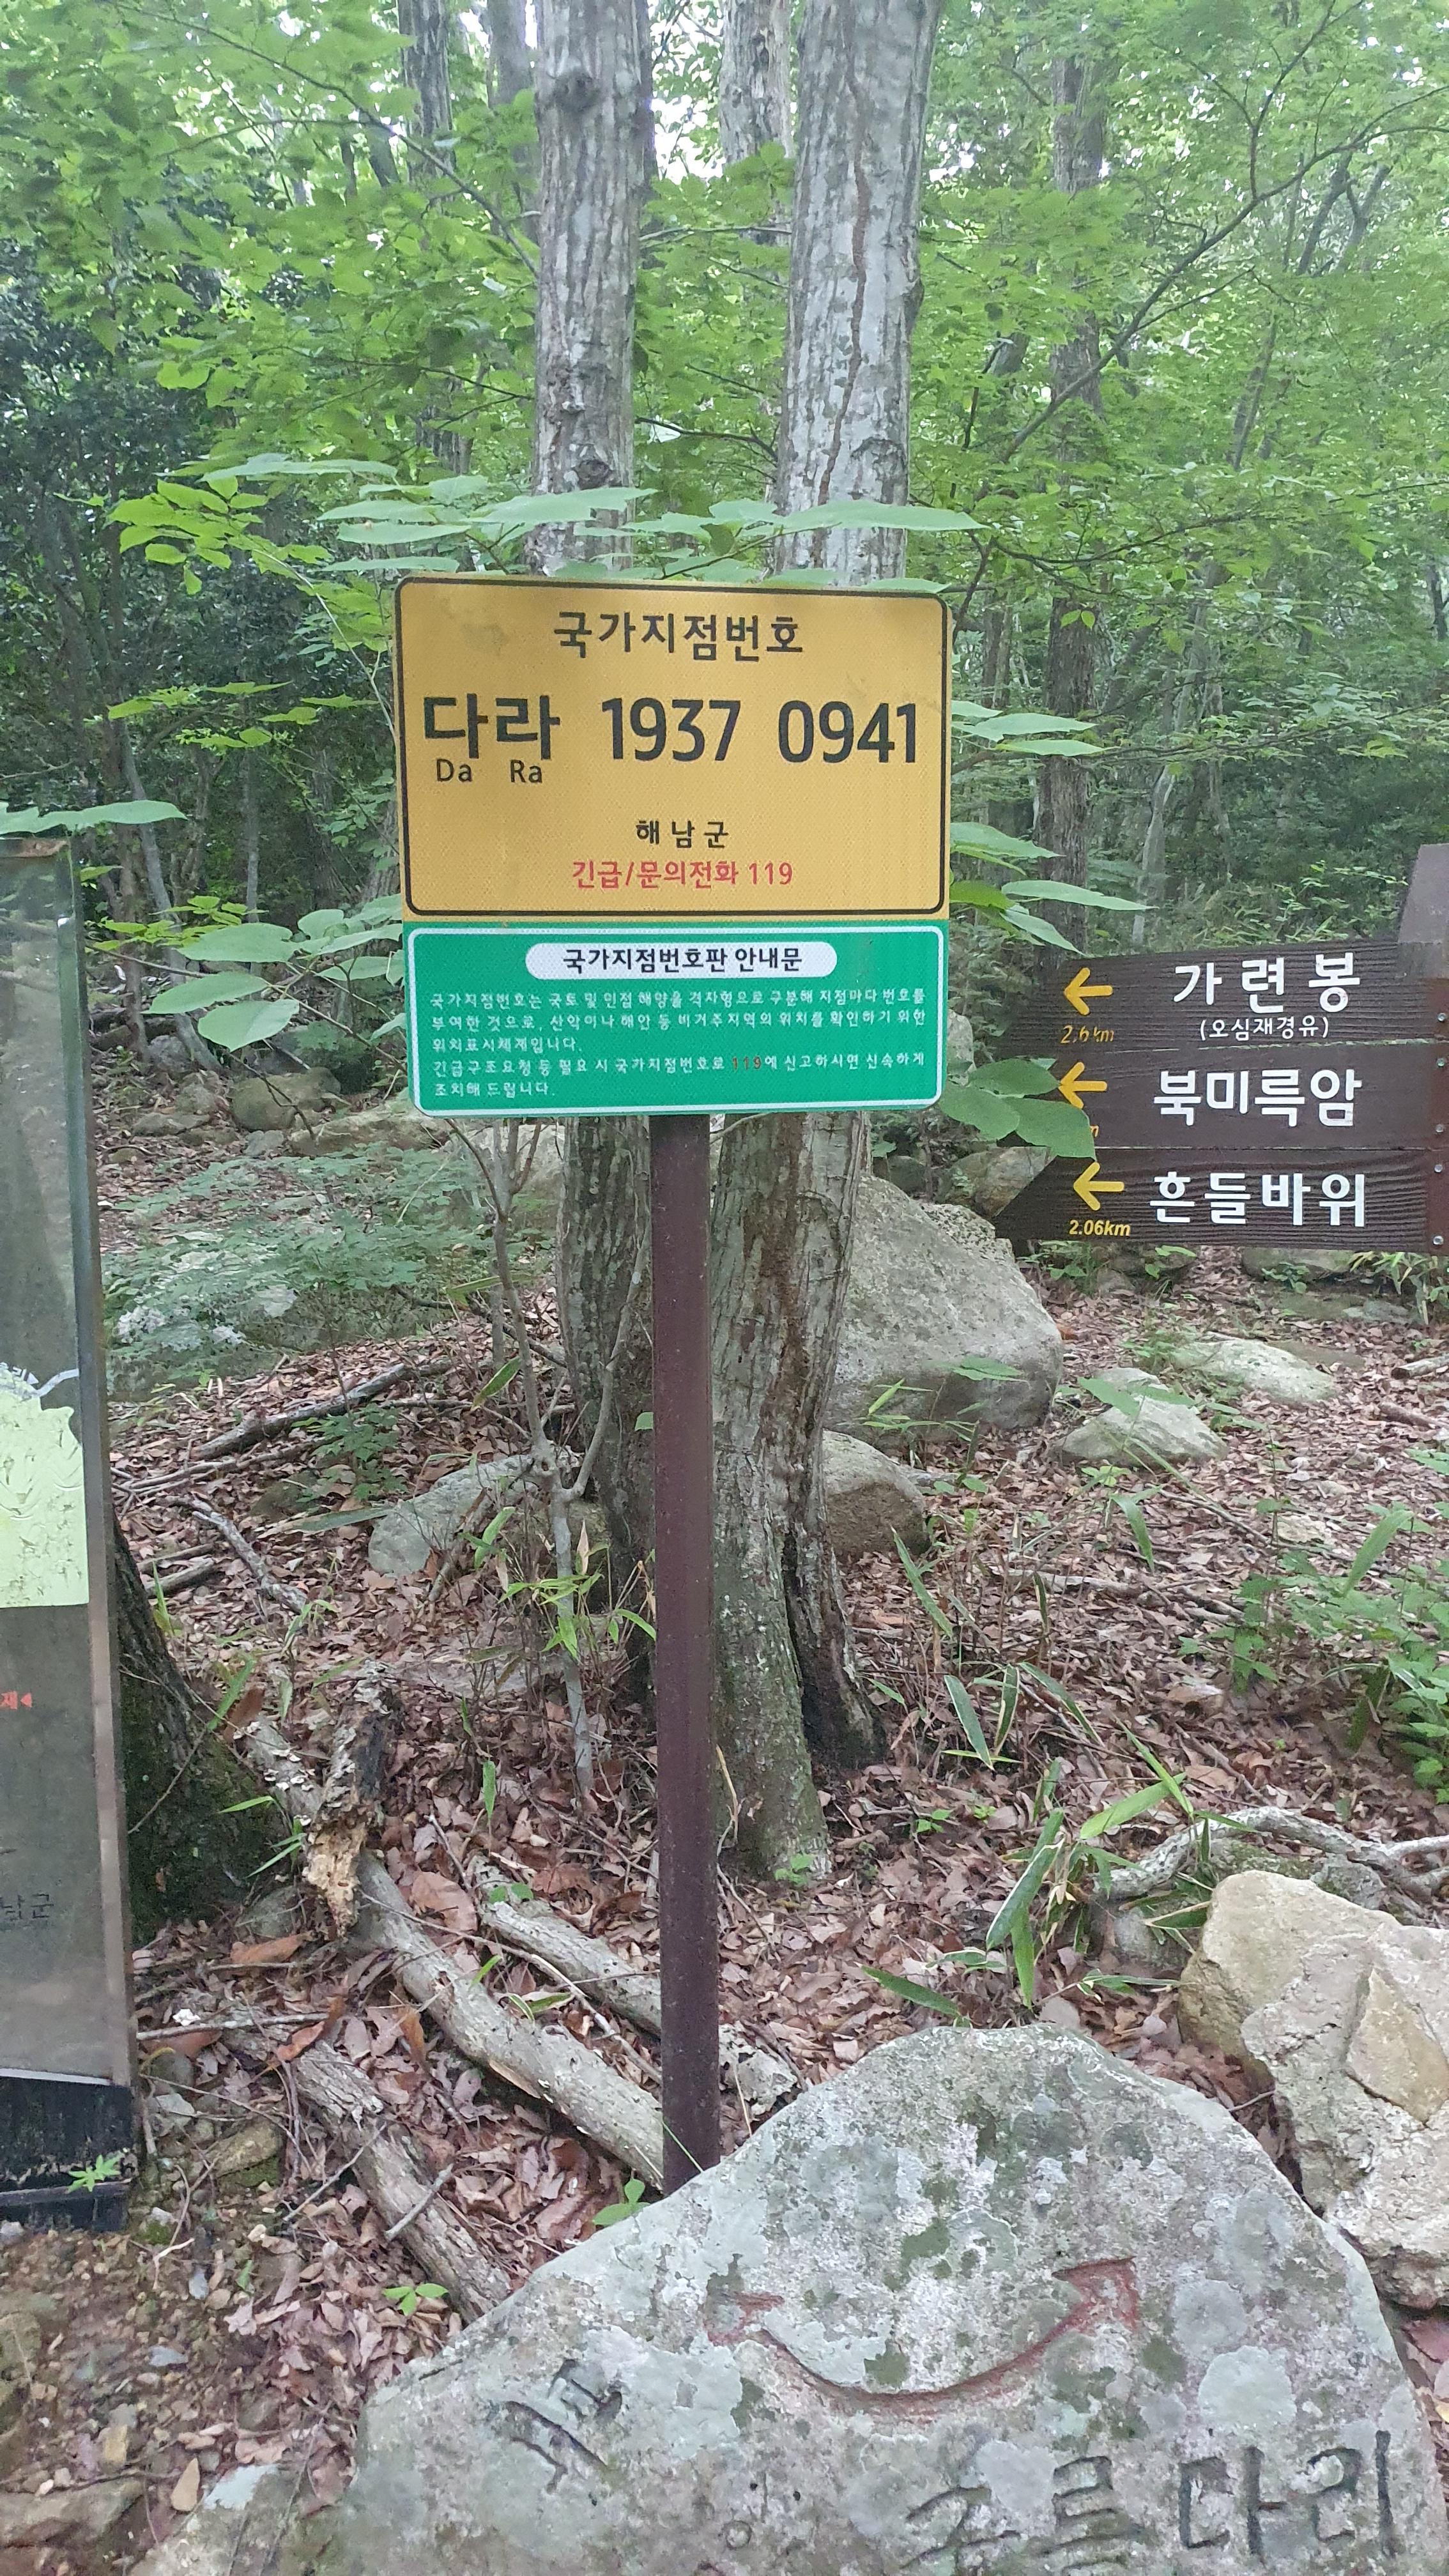 국가지점번호
다라 1937 0941
Da Ra
해남군
긴급/문의전화 119
국가지점번호판 안내문
국가지점번호는 국토 및 인접 해양을 격자형으로 구분해 지점마다 번호를
부여한 것으로, 산악이나 해안 등 비거주지역의 위치를 확인하기 위한
위치표시체계입니다.
긴급구조요청 등 필요 시 국가지점번호로 119에 신고하시면 신속하게
조치해 드립니다.
가련봉
(오심재경유)
2.6km
북미륵암
흔들바위
2.06km
구름다리